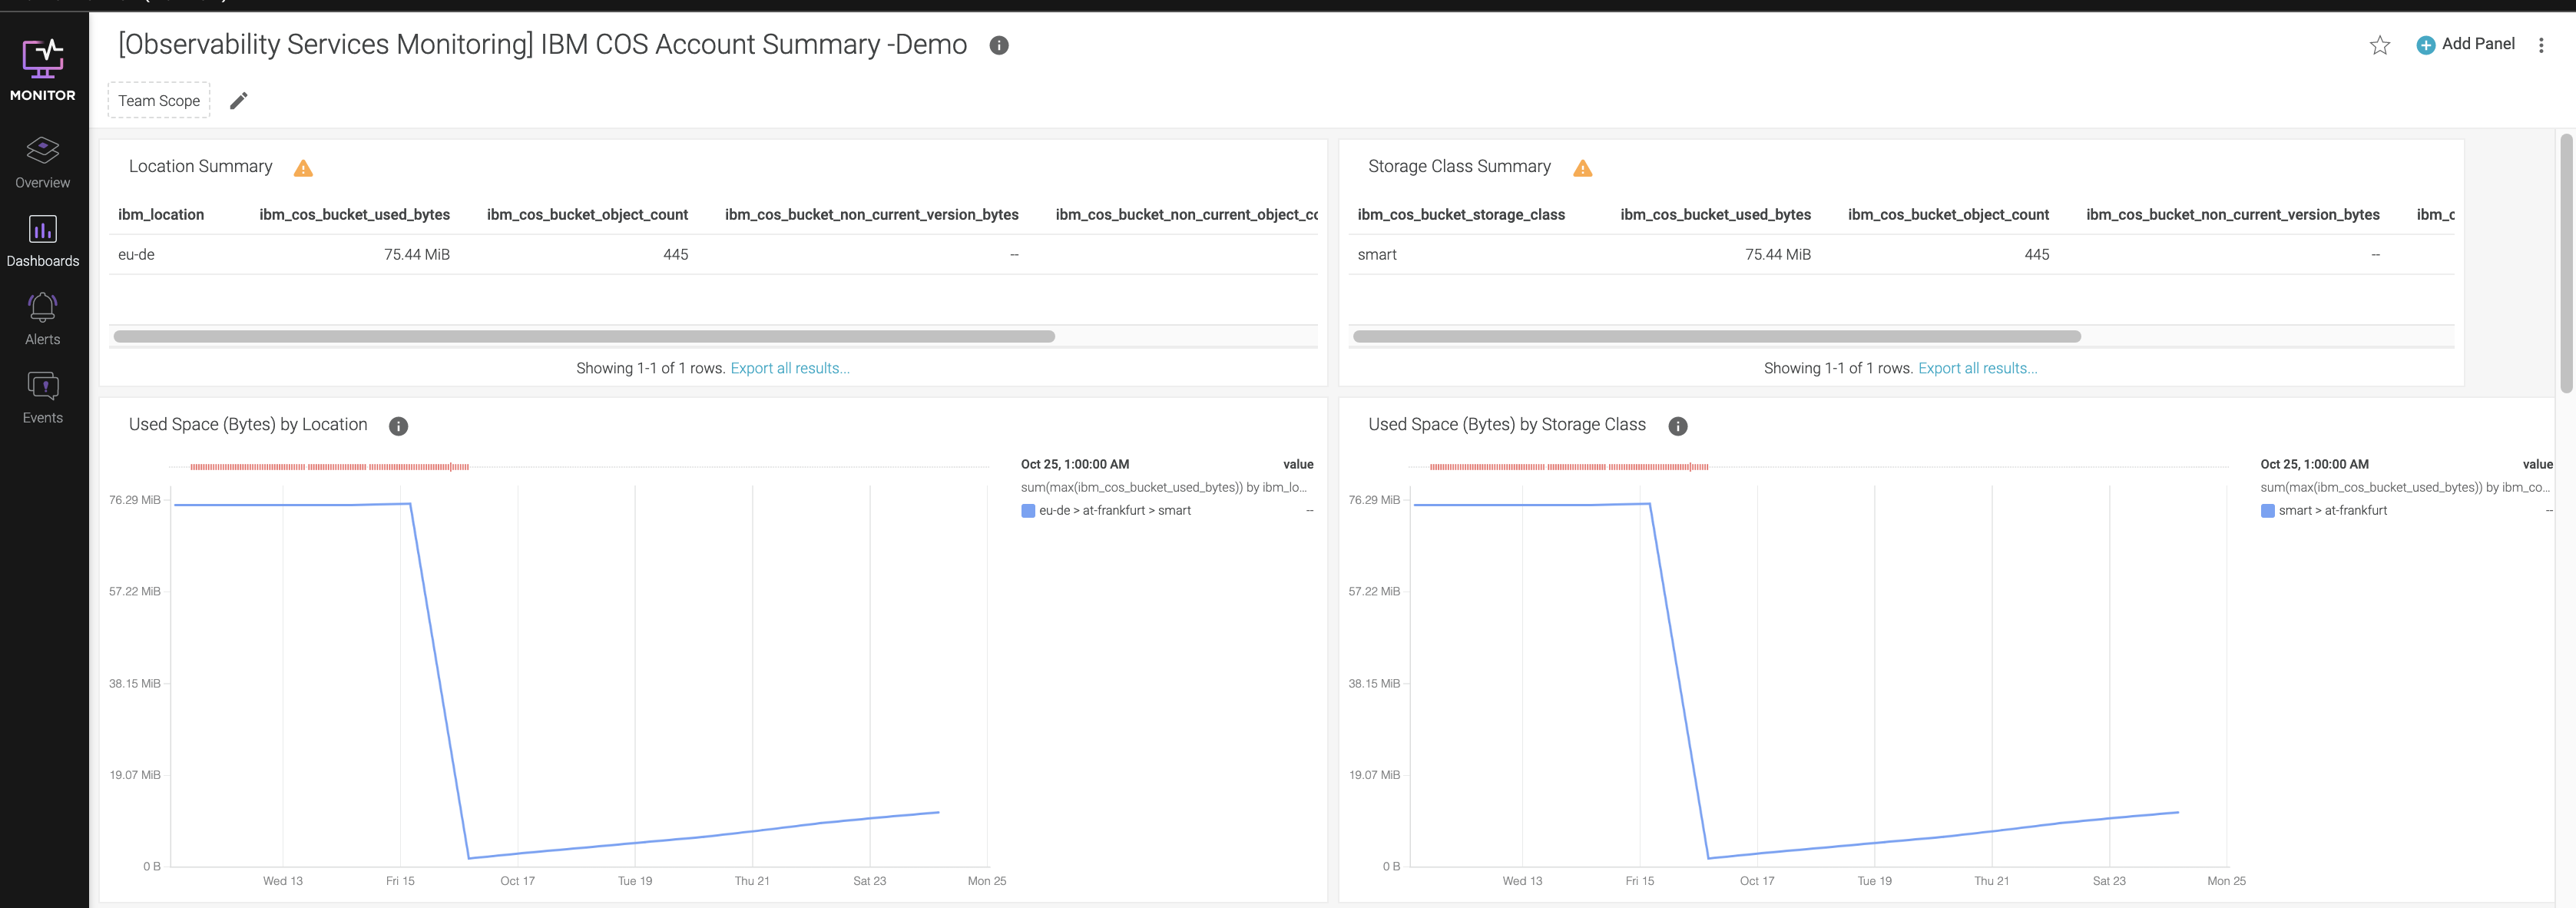 [Observability Services Monitoring] IBM COS Account Summary -Demo
Add Panel
MONITOR
Team Scope
Overview
Dashboards
Alerts
Events
Location Summary
ibm_location ibm_cos_bucket_used_bytes ibm_cos_bucket_object_count ibm_cos_bucket_non_current_version_bytes ibm_cos_bucket_non_current_object_cc
eu-de 75.44 MiB 445 --
Showing 1-1 of 1 rows. Export all results...
Storage Class Summary
ibm_cos_bucket_storage_class ibm_cos_bucket_used_bytes ibm_cos_bucket_object_count ibm_cos_bucket_non_current_version_bytes ibm_c
smart 75.44 MiB 445 --
Showing 1-1 of 1 rows. Export all results...
Used Space (Bytes) by Location
76.29 MiB
57.22 MiB
38.15 MiB
19.07 MiB
0 B
Wed 13 Fri 15 Oct 17 Tue 19 Thu 21 Sat 23 Mon 25
Oct 25, 1:00:00 AM value
sum(max(ibm_cos_bucket_used_bytes)) by ibm_lo...
eu-de > at-frankfurt > smart --
Used Space (Bytes) by Storage Class
76.29 MiB
57.22 MiB
38.15 MiB
19.07 MiB
0 B
Wed 13 Fri 15 Oct 17 Tue 19 Thu 21 Sat 23 Mon 25
Oct 25, 1:00:00 AM value
sum(max(ibm_cos_bucket_used_bytes)) by ibm_co...
smart > at-frankfurt --